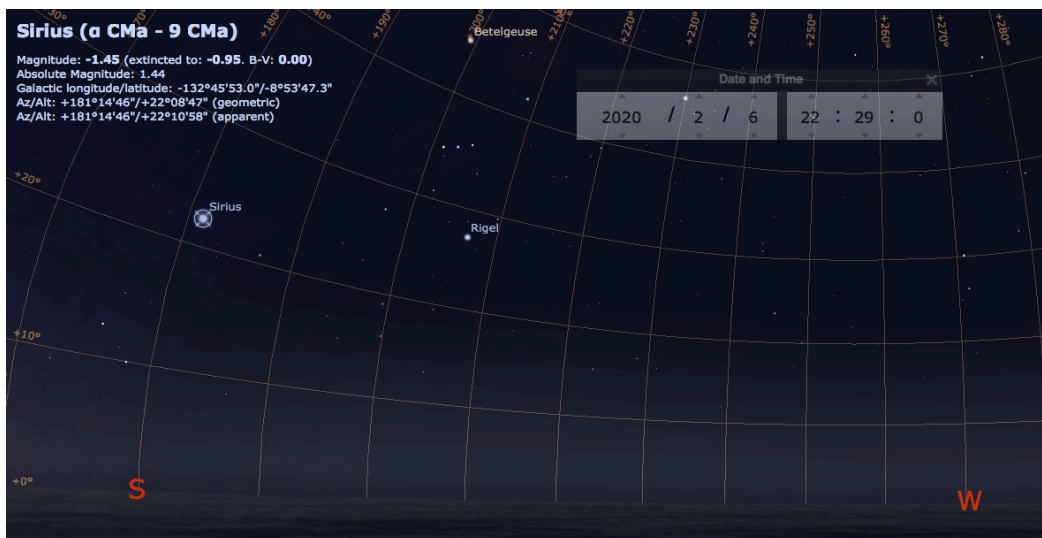 Sirius (α CMa - 9 CMa)
Magnitude: -1.45 (extincted to: -0.95. B-V: 0.00)
Absolute Magnitude: 1.44
Galactic longitude/latitude: -132°45'53.0"/-8°53'47.3"
Az/Alt: +181°14'46"/+22°08'47" (geometric)
Az/Alt: +181°14'46"/+22°10'58" (apparent)
+180°
+190°
+200°
+210°
+220°
+230°
+240°
+250°
+260°
+270°
+280°
Betelgeuse
Date and Time
2020 / 2 / 6 22 : 29 : 0
+20°
Sirius
Rigel
+10°
+0°
S
W